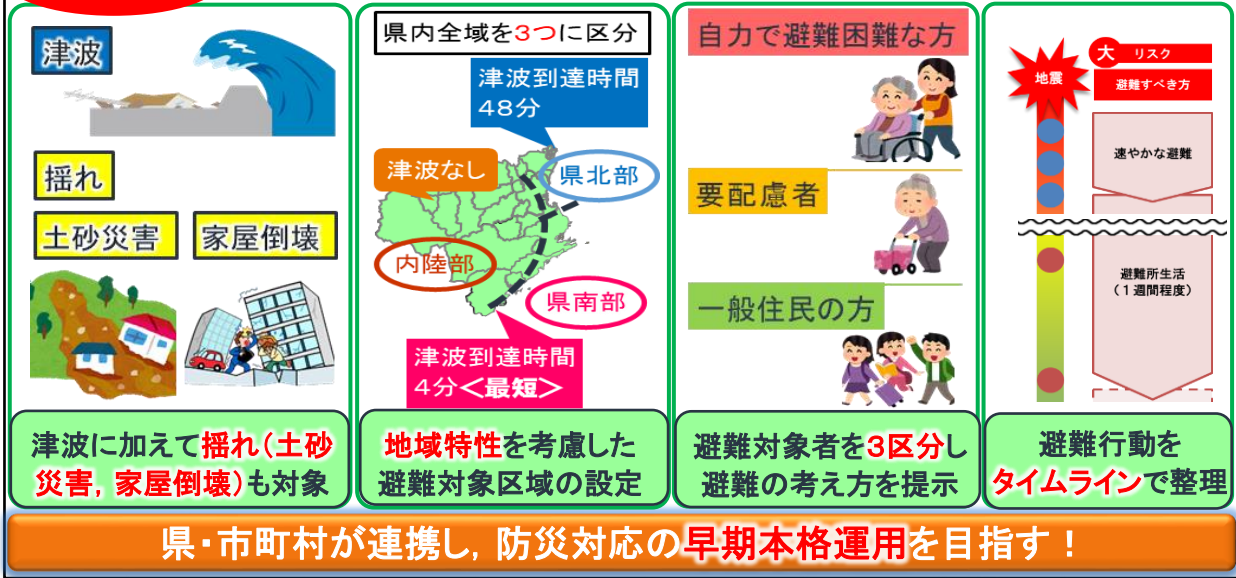 津波
揺れ
土砂災害
家屋倒壊
津波に加えて揺れ(土砂
災害,家屋倒壊)も対象
県内全域を3つに区分
津波到達時間
48分
津波なし
県北部
内陸部
県南部
津波到達時間
4分<最短>
地域特性を考慮した
避難対象区域の設定
自力で避難困難な方
要配慮者
一般住民の方
避難対象者を3区分し
避難の考え方を提示
地震
大 リスク
避難すべき方
速やかな避難
避難所生活
(1週間程度)
避難行動を
タイムラインで整理
県・市町村が連携し,防災対応の早期本格運用を目指す!